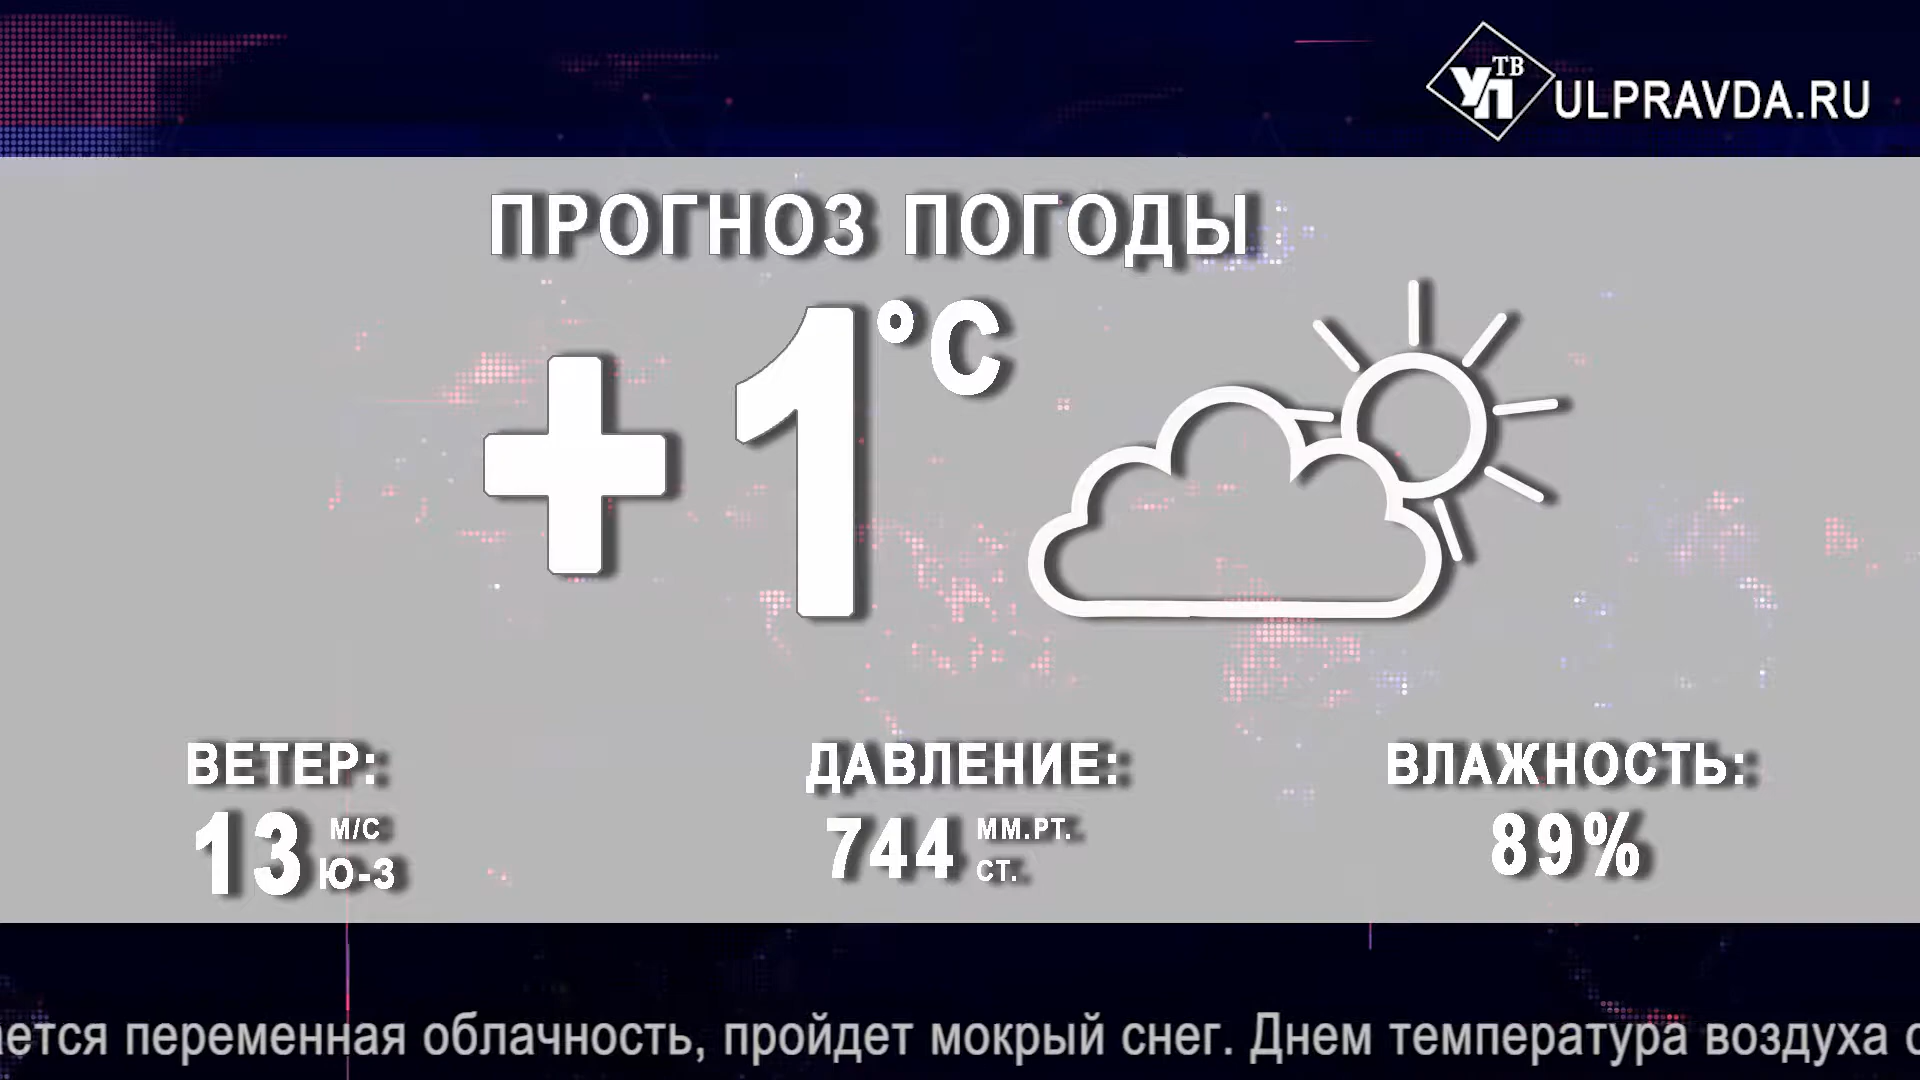 УП ТВ ULPRAVDA.RU
ПРОГНОЗ ПОГОДЫ
+1°C
ВЕТЕР:
13 М/С Ю-З
ДАВЛЕНИЕ:
744 ММ.РТ. СТ.
ВЛАЖНОСТЬ:
89%
ется переменная облачность, пройдет мокрый снег. Днем температура воздуха